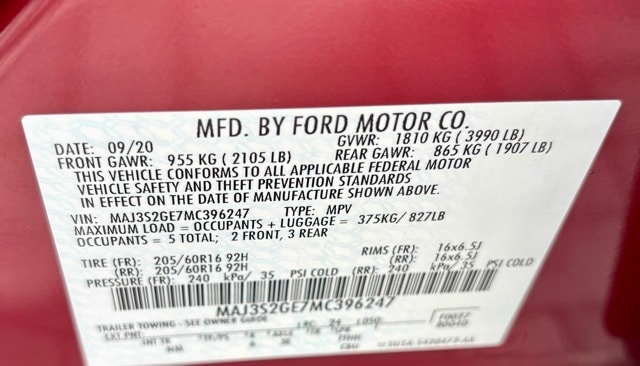 MFD. BY FORD MOTOR CO.
DATE: 09/20 GVWR: 1810 KG ( 3990 LB)
FRONT GAWR: 955 KG ( 2105 LB) REAR GAWR: 865 KG ( 1907 LB)
THIS VEHICLE CONFORMS TO ALL APPLICABLE FEDERAL MOTOR
VEHICLE SAFETY AND THEFT PREVENTION STANDARDS
IN EFFECT ON THE DATE OF MANUFACTURE SHOWN ABOVE.
VIN: MAJ3S2GE7MC396247 TYPE: MPV
MAXIMUM LOAD = OCCUPANTS + LUGGAGE = 375KG/ 827LB
OCCUPANTS = 5 TOTAL; 2 FRONT, 3 REAR
TIRE (FR): 205/60R16 92H RIMS (FR): 16x6.5J
(RR): 205/60R16 92H (RR): 16x6.5J
PRESSURE (FR): 240 kPa/ 35 PSI COLD (RR): 240 kPa/ 35 PSI COLD
MAJ3S2GE7MC396247
TRAILER TOWING - SEE OWNER GUIDE
EXT PNT:
INT TR